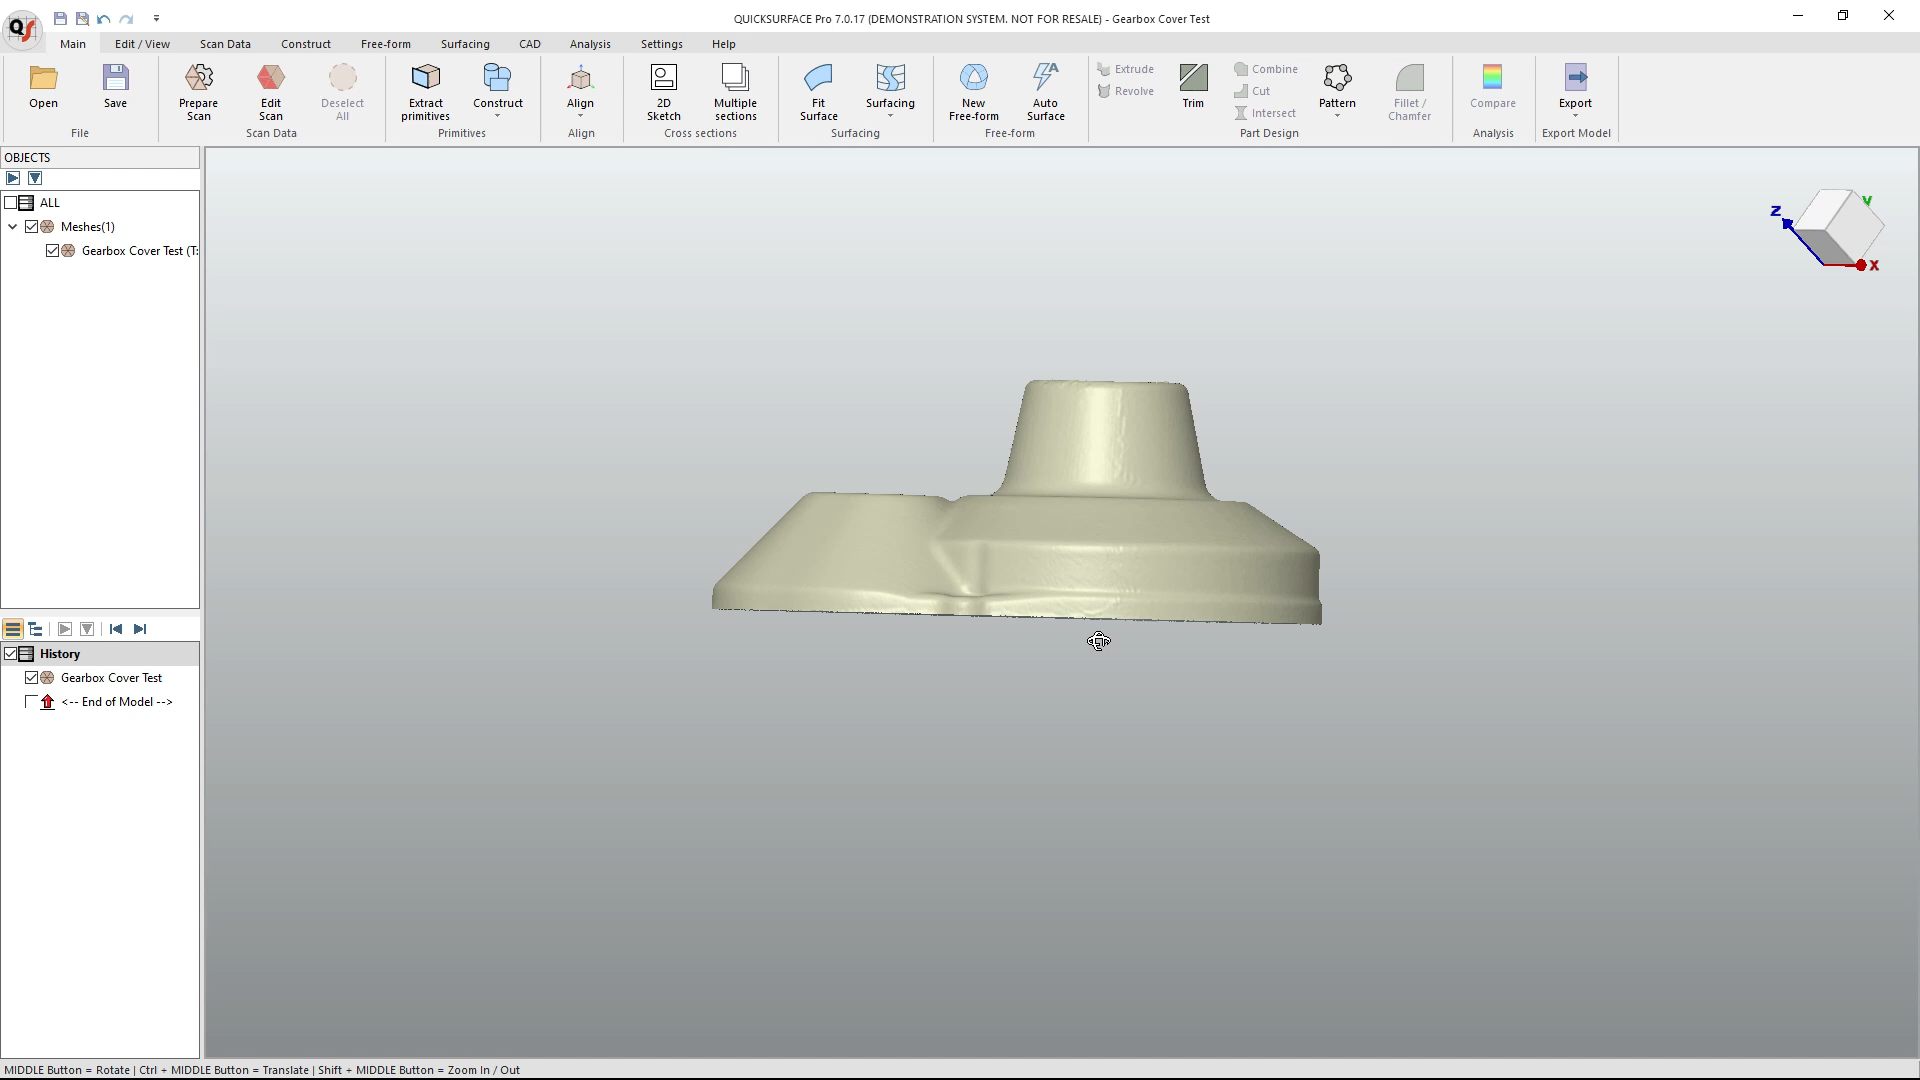 QUICKSURFACE Pro 7.0.17 (DEMONSTRATION SYSTEM. NOT FOR RESALE) - Gearbox Cover Test
Main Edit / View Scan Data Construct Free-form Surfacing CAD Analysis Settings Help
Open
Save
File
Prepare
Scan
Edit
Scan
Deselect
All
Scan Data
Extract
primitives
Construct
Primitives
Align
Align
2D
Sketch
Multiple
sections
Cross sections
Fit
Surface
Surfacing
Surfacing
New
Free-form
Auto
Surface
Free-form
Extrude
Revolve
Trim
Combine
Cut
Intersect
Pattern
Fillet /
Chamfer
Part Design
Compare
Analysis
Export
Export Model
OBJECTS
ALL
Meshes(1)
Gearbox Cover Test (T:
History
Gearbox Cover Test
<-- End of Model -->
Z
Y
X
MIDDLE Button = Rotate | Ctrl + MIDDLE Button = Translate | Shift + MIDDLE Button = Zoom In / Out